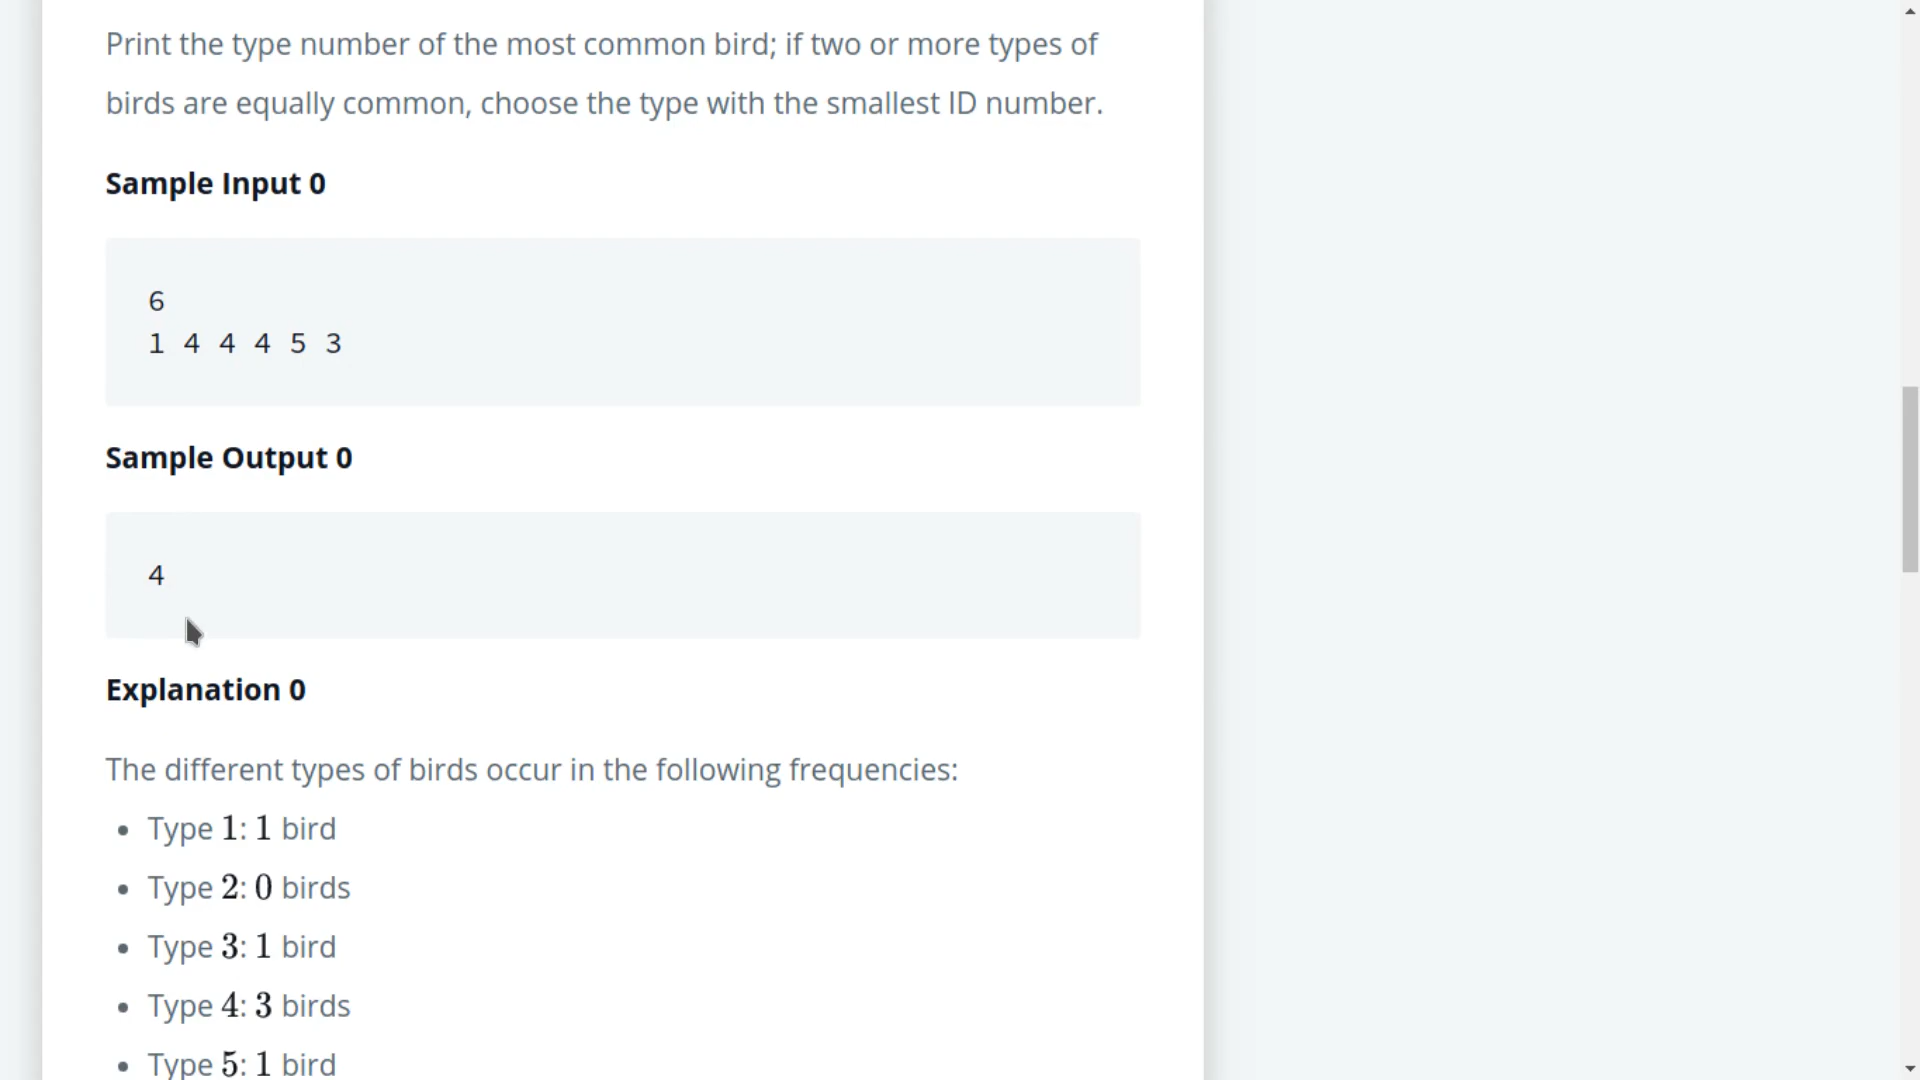 Print the type number of the most common bird; if two or more types of
birds are equally common, choose the type with the smallest ID number.
Sample Input 0
6
1 4 4 4 5 3
Sample Output 0
4
Explanation 0
The different types of birds occur in the following frequencies:
• Type 1: 1 bird
• Type 2: 0 birds
• Type 3: 1 bird
• Type 4: 3 birds
• Type 5: 1 bird